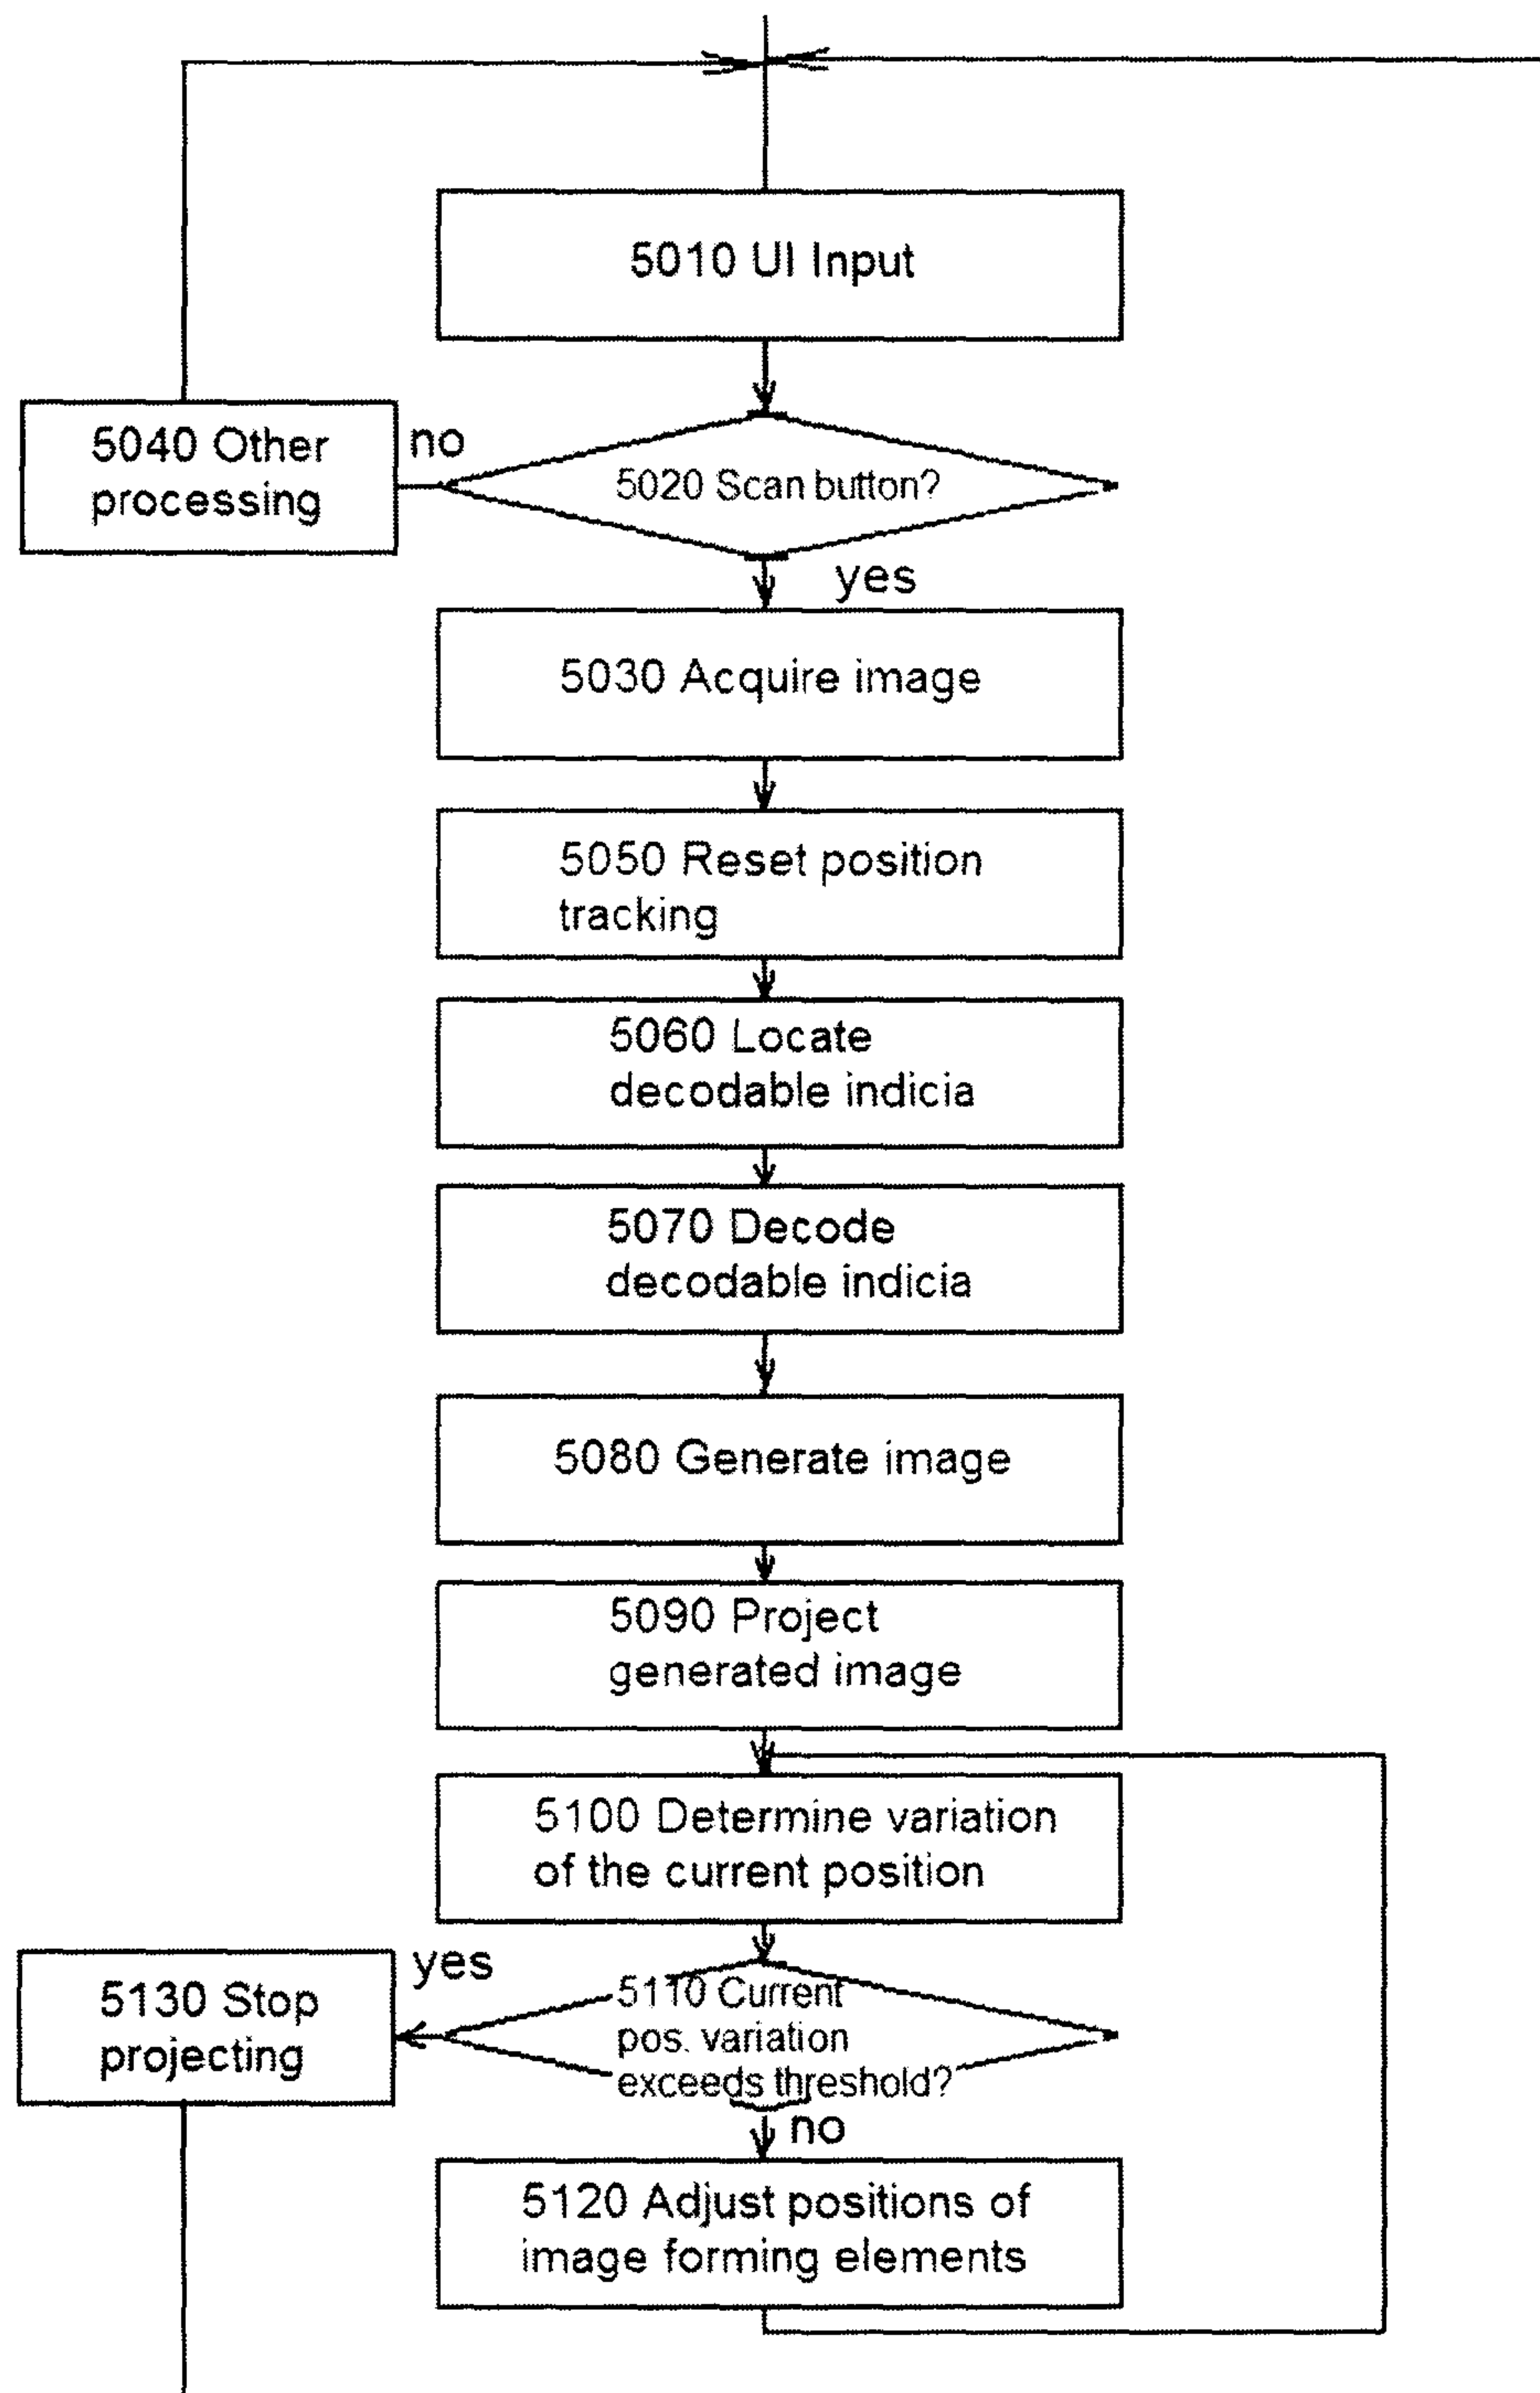 5010 UI Input
5040 Other
processing
no
5020 Scan button?
yes
5030 Acquire image
5050 Reset position
tracking
5060 Locate
decodable indicia
5070 Decode
decodable indicia
5080 Generate image
5090 Project
generated image
5100 Determine variation
of the current position
yes
5130 Stop
projecting
5110 Current
pos. variation
exceeds threshold?
no
5120 Adjust positions of
image forming elements